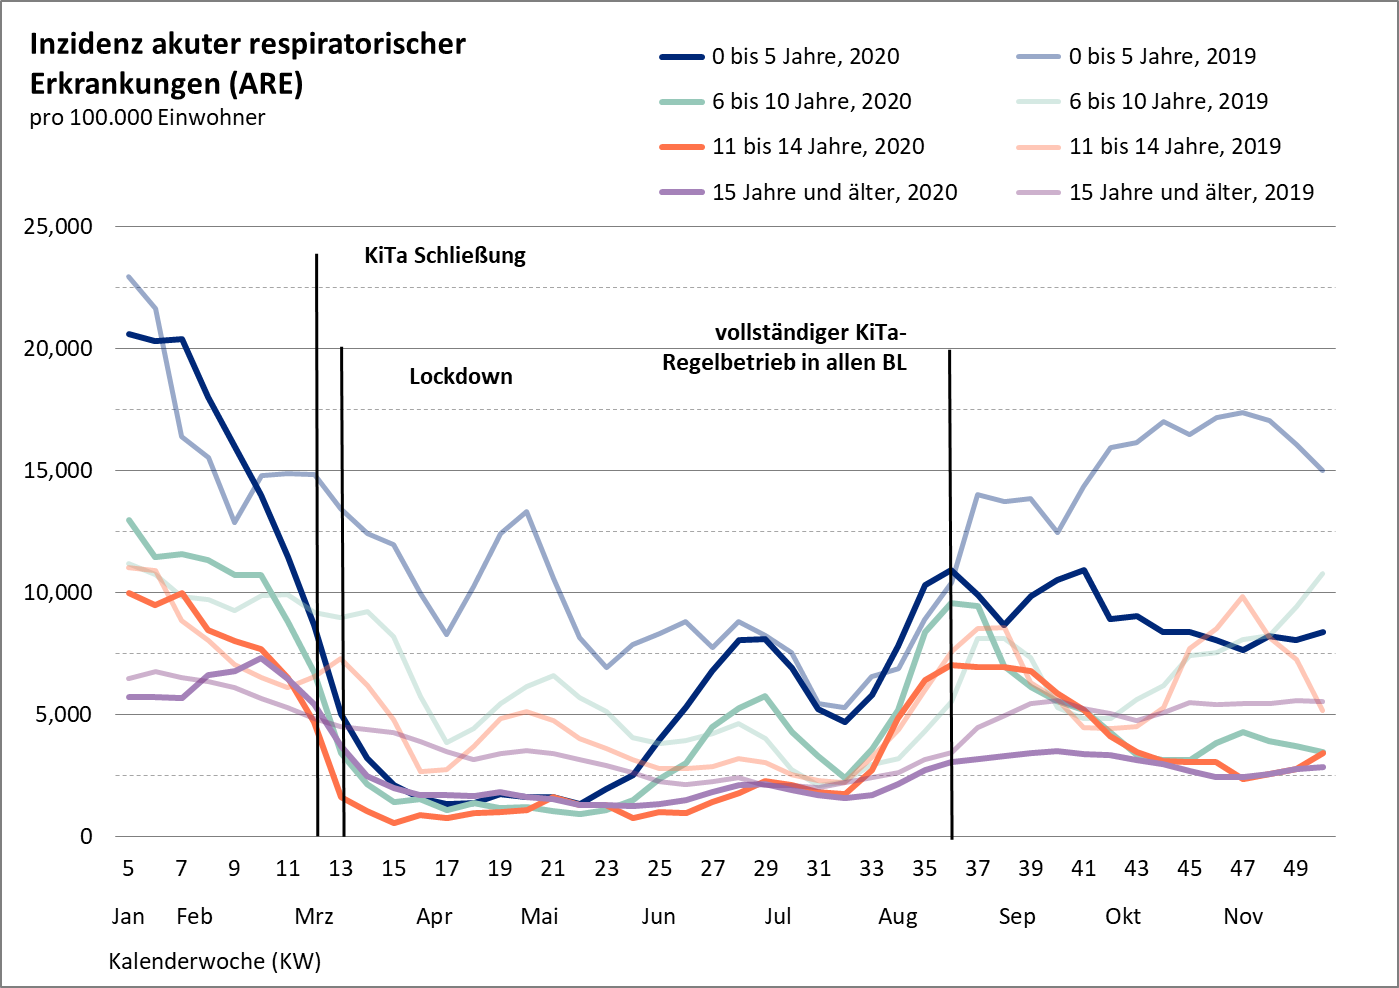 Inzidenz akuter respiratorischer
Erkrankungen (ARE)
pro 100.000 Einwohner
0 bis 5 Jahre, 2020
0 bis 5 Jahre, 2019
6 bis 10 Jahre, 2020
6 bis 10 Jahre, 2019
11 bis 14 Jahre, 2020
11 bis 14 Jahre, 2019
15 Jahre und älter, 2020
15 Jahre und älter, 2019
25,000
KiTa Schließung
vollständiger KiTa-
20,000
Regelbetrieb in allen BL
Lockdown
15,000
10,000
5,000
0
5 7 9 11 13 15 17 19 21 23 25 27 29 31 33 35 37 39 41 43 45 47 49
Jan Feb Mrz Apr Mai Jun Jul Aug Sep Okt Nov
Kalenderwoche (KW)